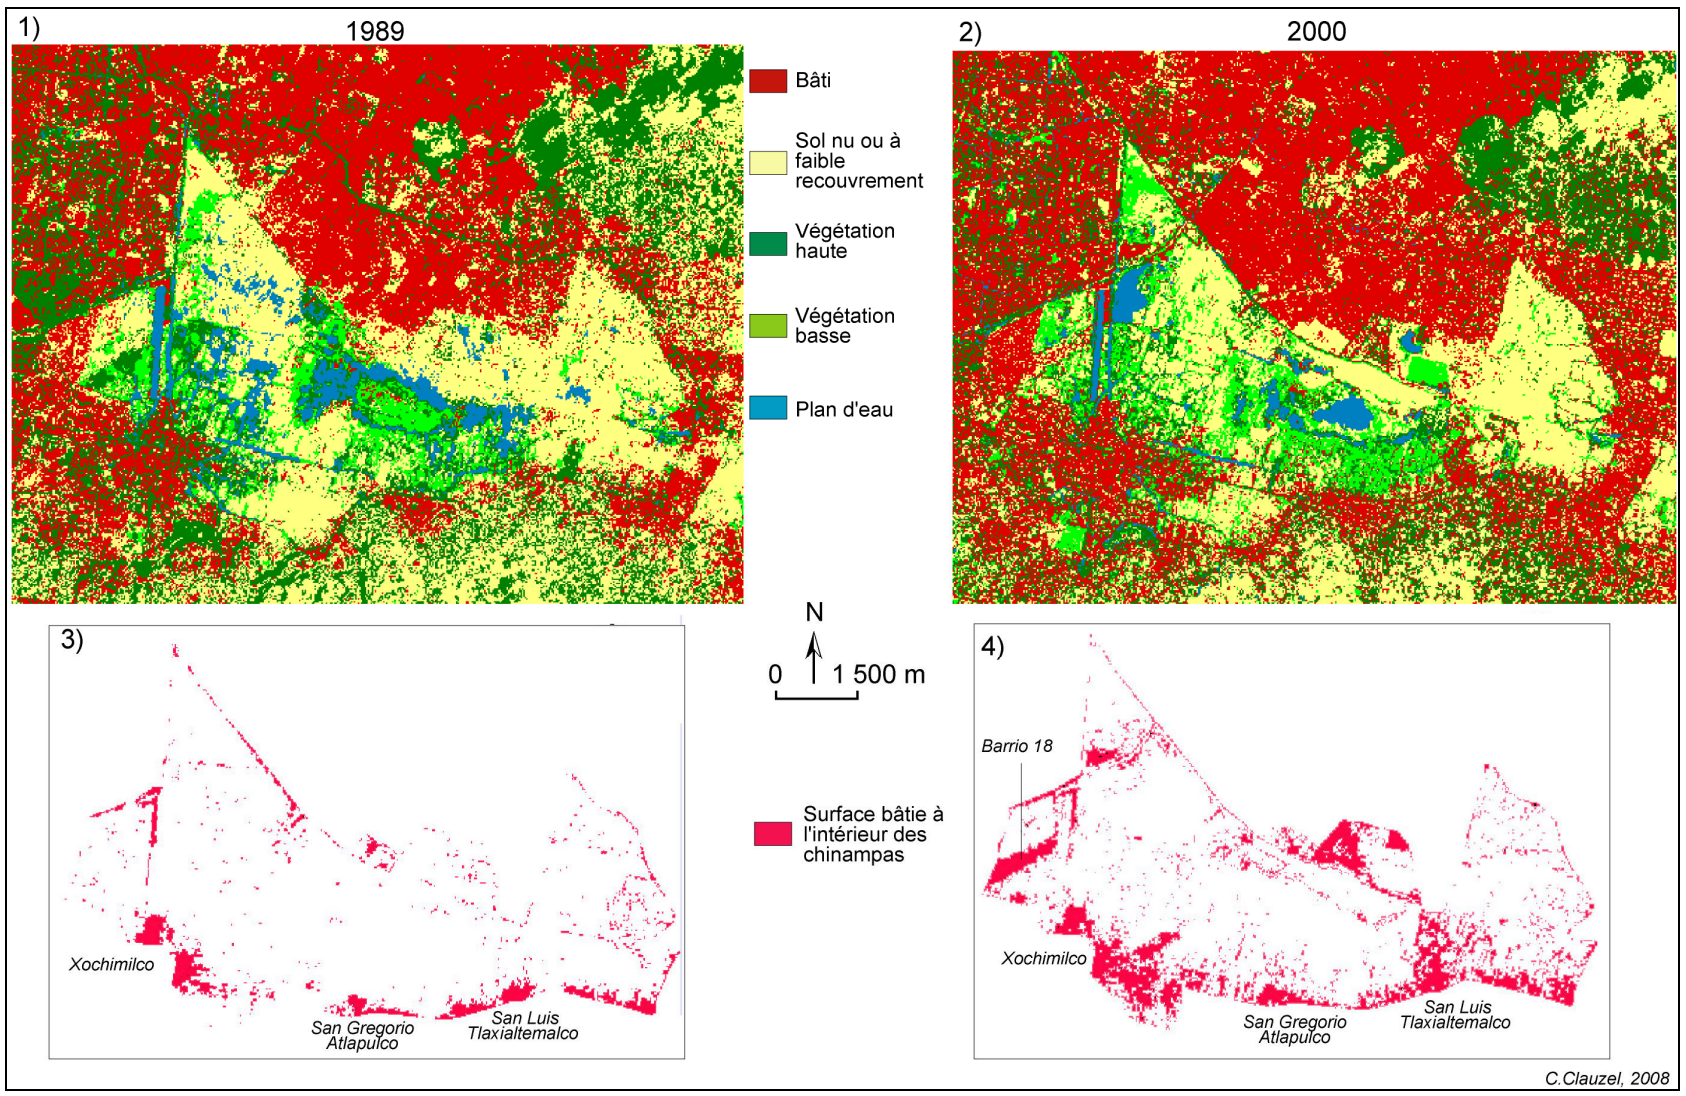 1)
1989
2)
2000
Bâti
Sol nu ou à
faible
recouvrement
Végétation
haute
Végétation
basse
Plan d'eau
N
0 1 500 m
3)
Xochimilco
San Gregorio
Atlapulco
San Luis
Tlaxialtemalco
Surface bâtie à
l'intérieur des
chinampas
4)
Barrio 18
Xochimilco
San Gregorio
Atlapulco
San Luis
Tlaxialtemalco
C.Clauzel, 2008